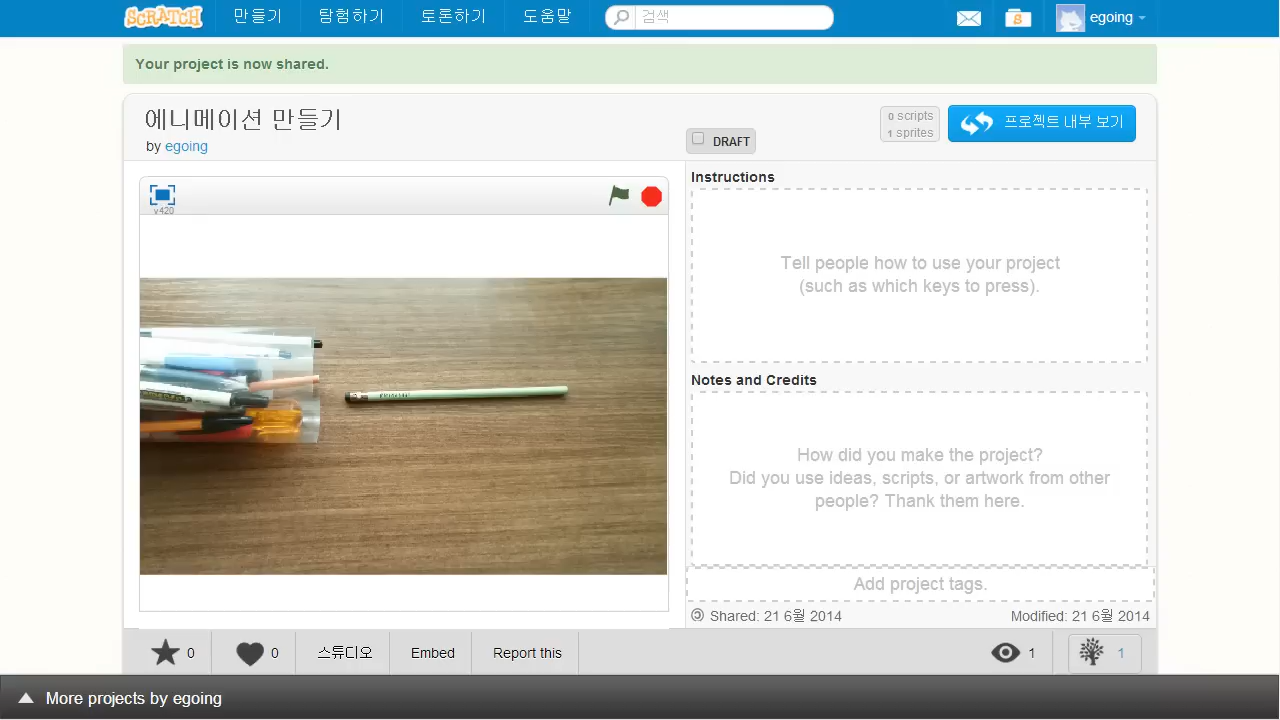 SCRATCH 만들기 탐험하기 토론하기 도움말 검색 egoing
Your project is now shared.
에니메이션 만들기
by egoing
DRAFT
0 scripts
1 sprites
프로젝트 내부 보기
v420
Instructions
Tell people how to use your project
(such as which keys to press).
Notes and Credits
How did you make the project?
Did you use ideas, scripts, or artwork from other
people? Thank them here.
Add project tags.
Shared: 21 6월 2014 Modified: 21 6월 2014
0 0 스튜디오 Embed Report this 1 1
More projects by egoing